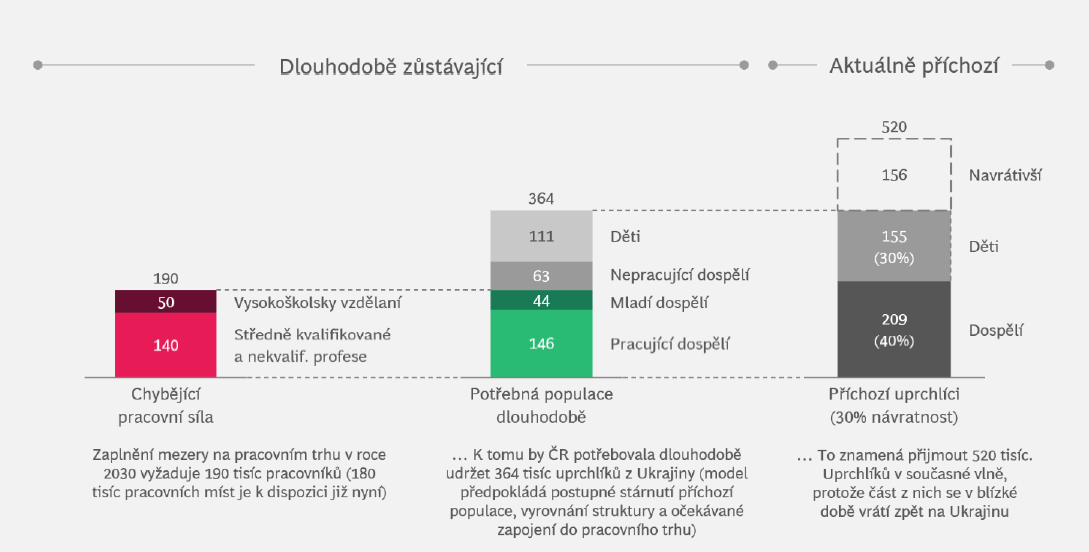 Dlouhodobě zůstávající
Aktuálně příchozí
190
50
Vysokoškolsky vzdělaní
140
Středně kvalifikované
a nekvalif. profese
Chybějící
pracovní síla
Zaplnění mezery na pracovním trhu v roce
2030 vyžaduje 190 tisíc pracovníků (180
tisíc pracovních míst je k dispozici již nyní)
364
111
Děti
63
Nepracující dospělí
44
Mladí dospělí
146
Pracující dospělí
Potřebná populace
dlouhodobě
... K tomu by ČR potřebovala dlouhodobě
udržet 364 tisíc uprchlíků z Ukrajiny (model
předpokládá postupné stárnutí příchozí
populace, vyrovnání struktury a očekávané
zapojení do pracovního trhu)
520
156
Navrátivší
155
(30%)
Děti
209
(40%)
Dospělí
Příchozí uprchlíci
(30% návratnost)
... To znamená přijmout 520 tisíc.
Uprchlíků v současné vlně,
protože část z nich se v blízké
době vrátí zpět na Ukrajinu